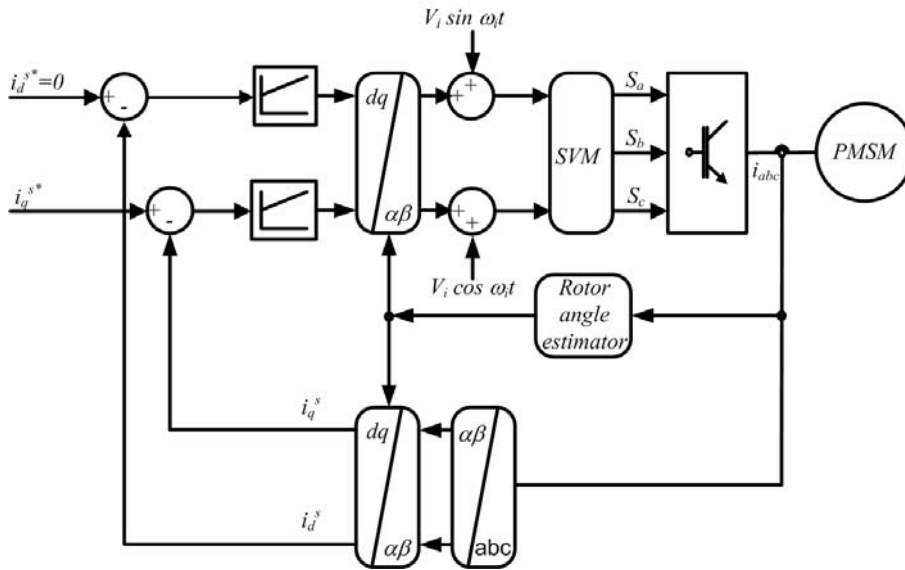 V_i sin ω_i t
i_d^{s*}=0
+
-
dq
αβ
+
+
SVM
S_a
S_b
S_c
i_abc
PMSM
i_q^{s*}
+
-
+
+
V_i cos ω_i t
Rotor
angle
estimator
i_q^s
dq
αβ
i_d^s
αβ
abc